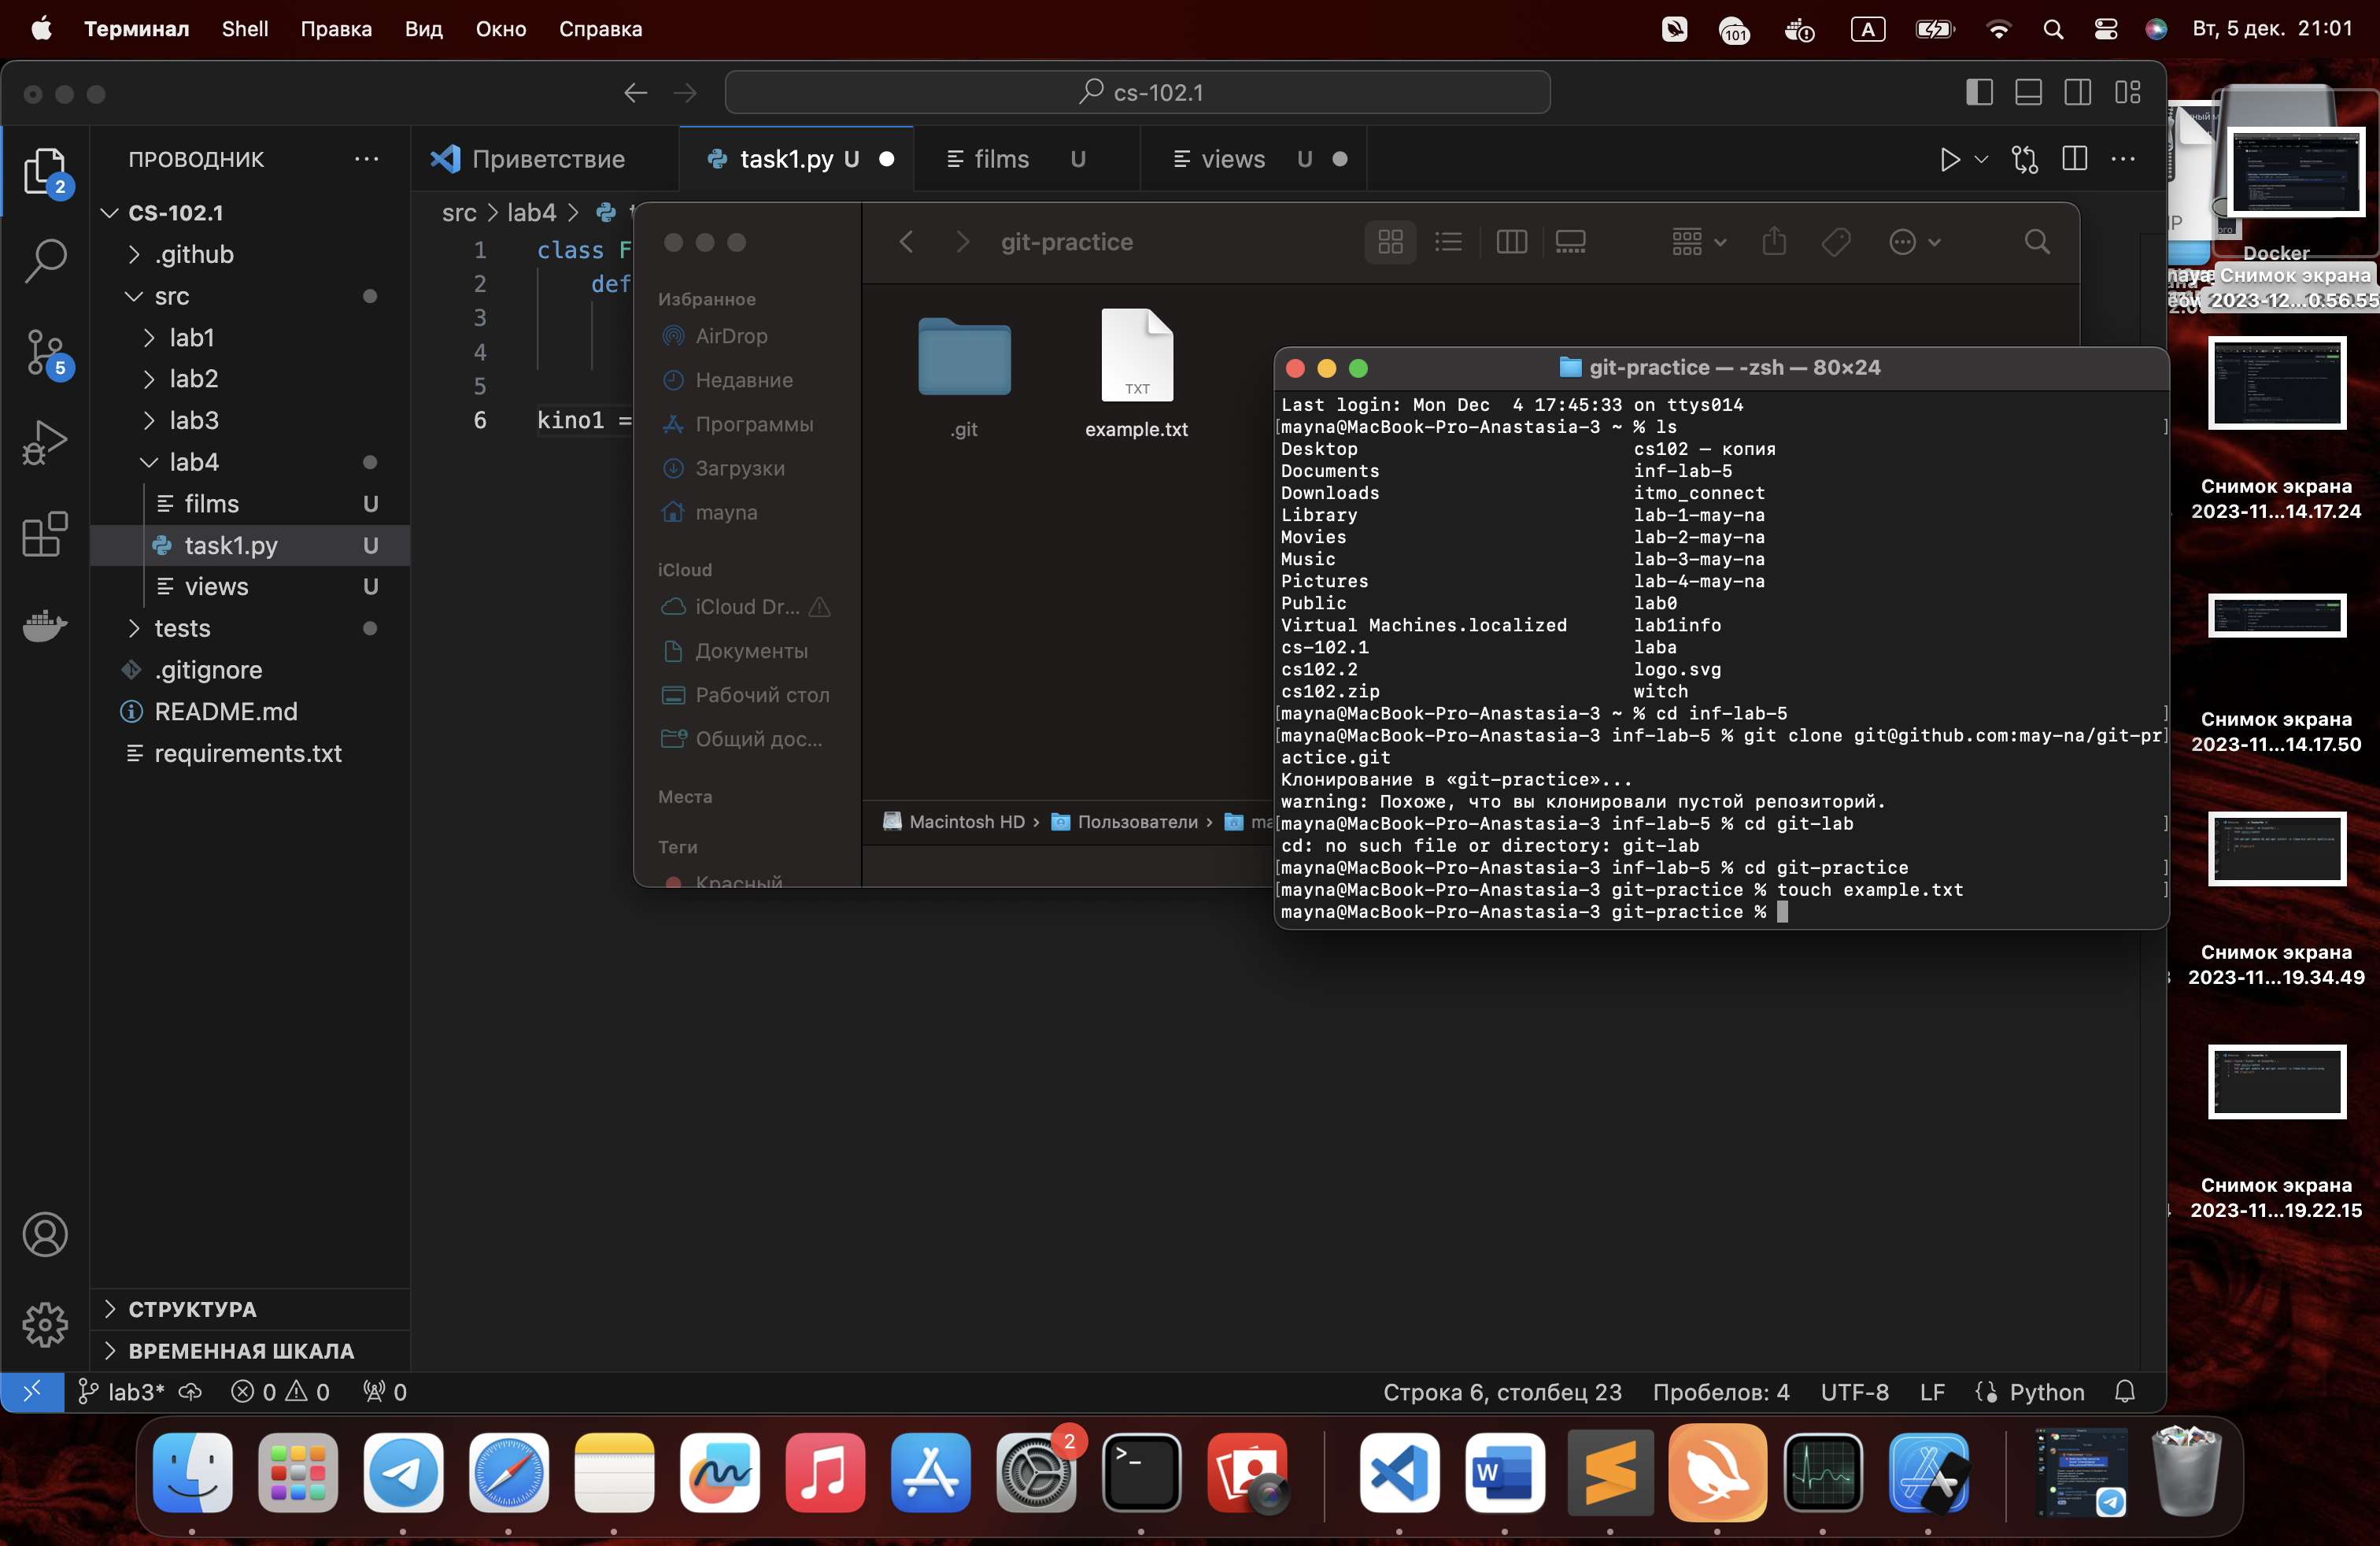 Терминал Shell Правка Вид Окно Справка
101 A Вт, 5 дек. 21:01
cs-102.1
ПРОВОДНИК
Приветствие task1.py U films U views U
CS-102.1
.github
src
lab1
lab2
lab3
lab4
films U
task1.py U
views U
tests
.gitignore
README.md
requirements.txt
СТРУКТУРА
ВРЕМЕННАЯ ШКАЛА
2
5
src > lab4 >
1 class F
2 def
3
4
5
6 kino1 =
git-practice
Избранное
AirDrop
Недавние
Программы
Загрузки
mayna
iCloud
iCloud Dr...
Документы
Рабочий стол
Общий дос...
Места
Теги
Красный
.git
TXT
example.txt
Macintosh HD › Пользователи › ma
git-practice — -zsh — 80×24
Last login: Mon Dec  4 17:45:33 on ttys014
[mayna@MacBook-Pro-Anastasia-3 ~ % ls ]
Desktop cs102 — копия
Documents inf-lab-5
Downloads itmo_connect
Library lab-1-may-na
Movies lab-2-may-na
Music lab-3-may-na
Pictures lab-4-may-na
Public lab0
Virtual Machines.localized lab1info
cs-102.1 laba
cs102.2 logo.svg
cs102.zip witch
[mayna@MacBook-Pro-Anastasia-3 ~ % cd inf-lab-5 ]
[mayna@MacBook-Pro-Anastasia-3 inf-lab-5 % git clone git@github.com:may-na/git-pr]
actice.git
Клонирование в «git-practice»...
warning: Похоже, что вы клонировали пустой репозиторий.
[mayna@MacBook-Pro-Anastasia-3 inf-lab-5 % cd git-lab ]
cd: no such file or directory: git-lab
[mayna@MacBook-Pro-Anastasia-3 inf-lab-5 % cd git-practice ]
[mayna@MacBook-Pro-Anastasia-3 git-practice % touch example.txt ]
mayna@MacBook-Pro-Anastasia-3 git-practice %
Docker
Снимок экрана
2023-12...0.56.55
Снимок экрана
2023-11...14.17.24
Снимок экрана
2023-11...14.17.50
Снимок экрана
2023-11...19.34.49
Снимок экрана
2023-11...19.22.15
lab3* 0 0 0
Строка 6, столбец 23 Пробелов: 4 UTF-8 LF Python
2